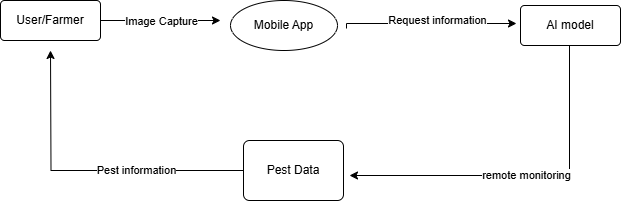 User/Farmer
Image Capture
Mobile App
Request information
AI model
remote monitoring
Pest Data
Pest information